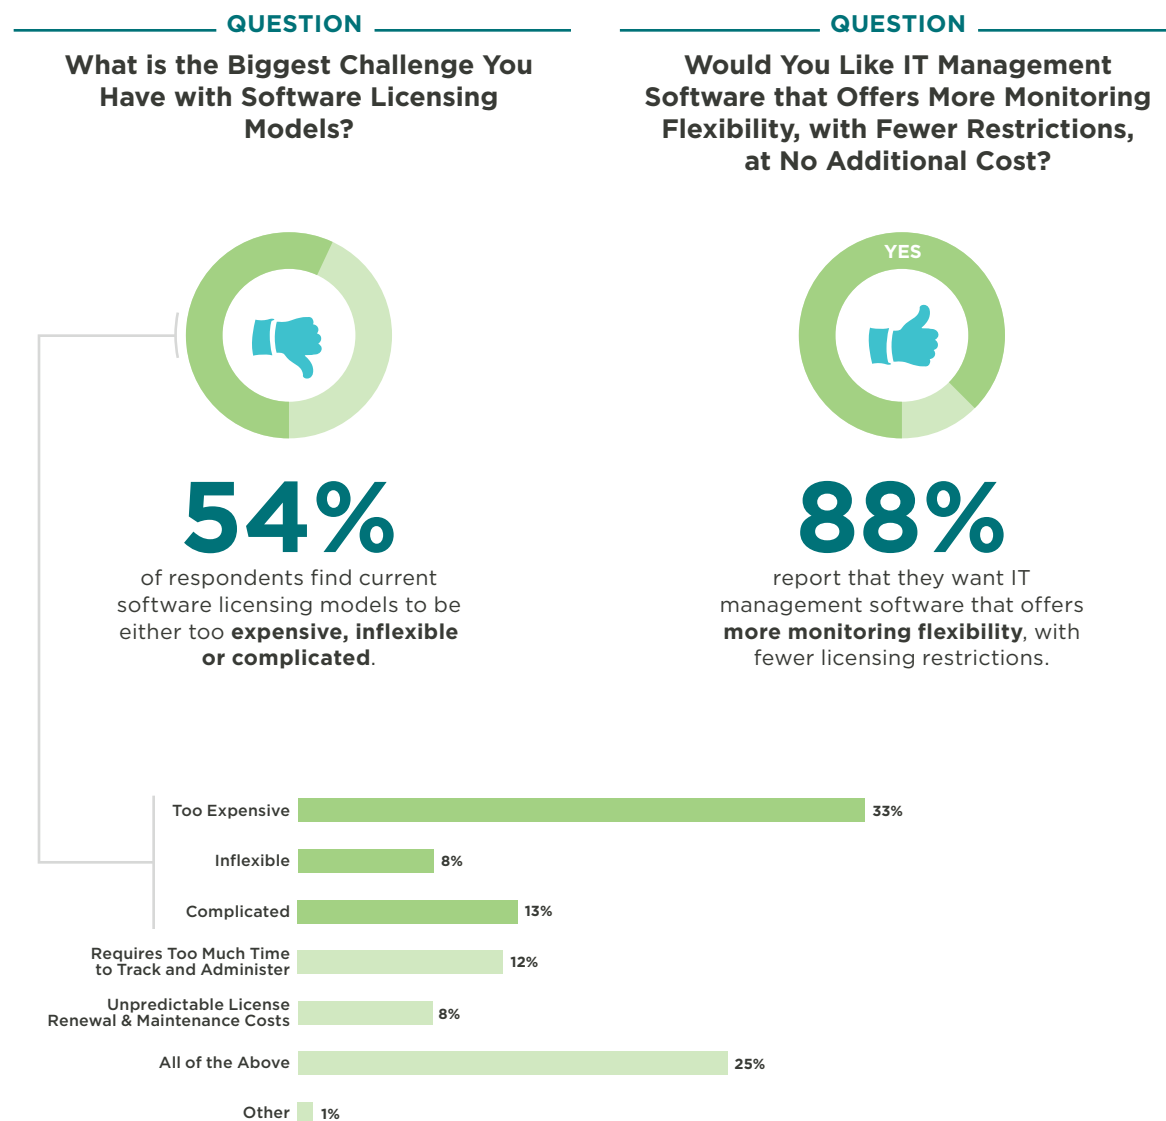 QUESTION
What is the Biggest Challenge You
Have with Software Licensing
Models?
54%
of respondents find current
software licensing models to be
either too expensive, inflexible
or complicated.
QUESTION
Would You Like IT Management
Software that Offers More Monitoring
Flexibility, with Fewer Restrictions,
at No Additional Cost?
YES
88%
report that they want IT
management software that offers
more monitoring flexibility, with
fewer licensing restrictions.
Too Expensive 33%
Inflexible 8%
Complicated 13%
Requires Too Much Time
to Track and Administer 12%
Unpredictable License
Renewal & Maintenance Costs 8%
All of the Above 25%
Other 1%